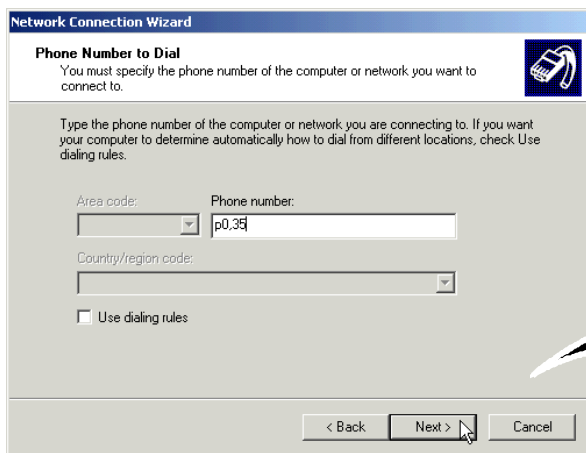 Network Connection Wizard
Phone Number to Dial
You must specify the phone number of the computer or network you want to
connect to.
Type the phone number of the computer or network you are connecting to. If you want
your computer to determine automatically how to dial from different locations, check Use
dialing rules.
Area code: Phone number:
p0,35
Country/region code:
Use dialing rules
< Back Next > Cancel